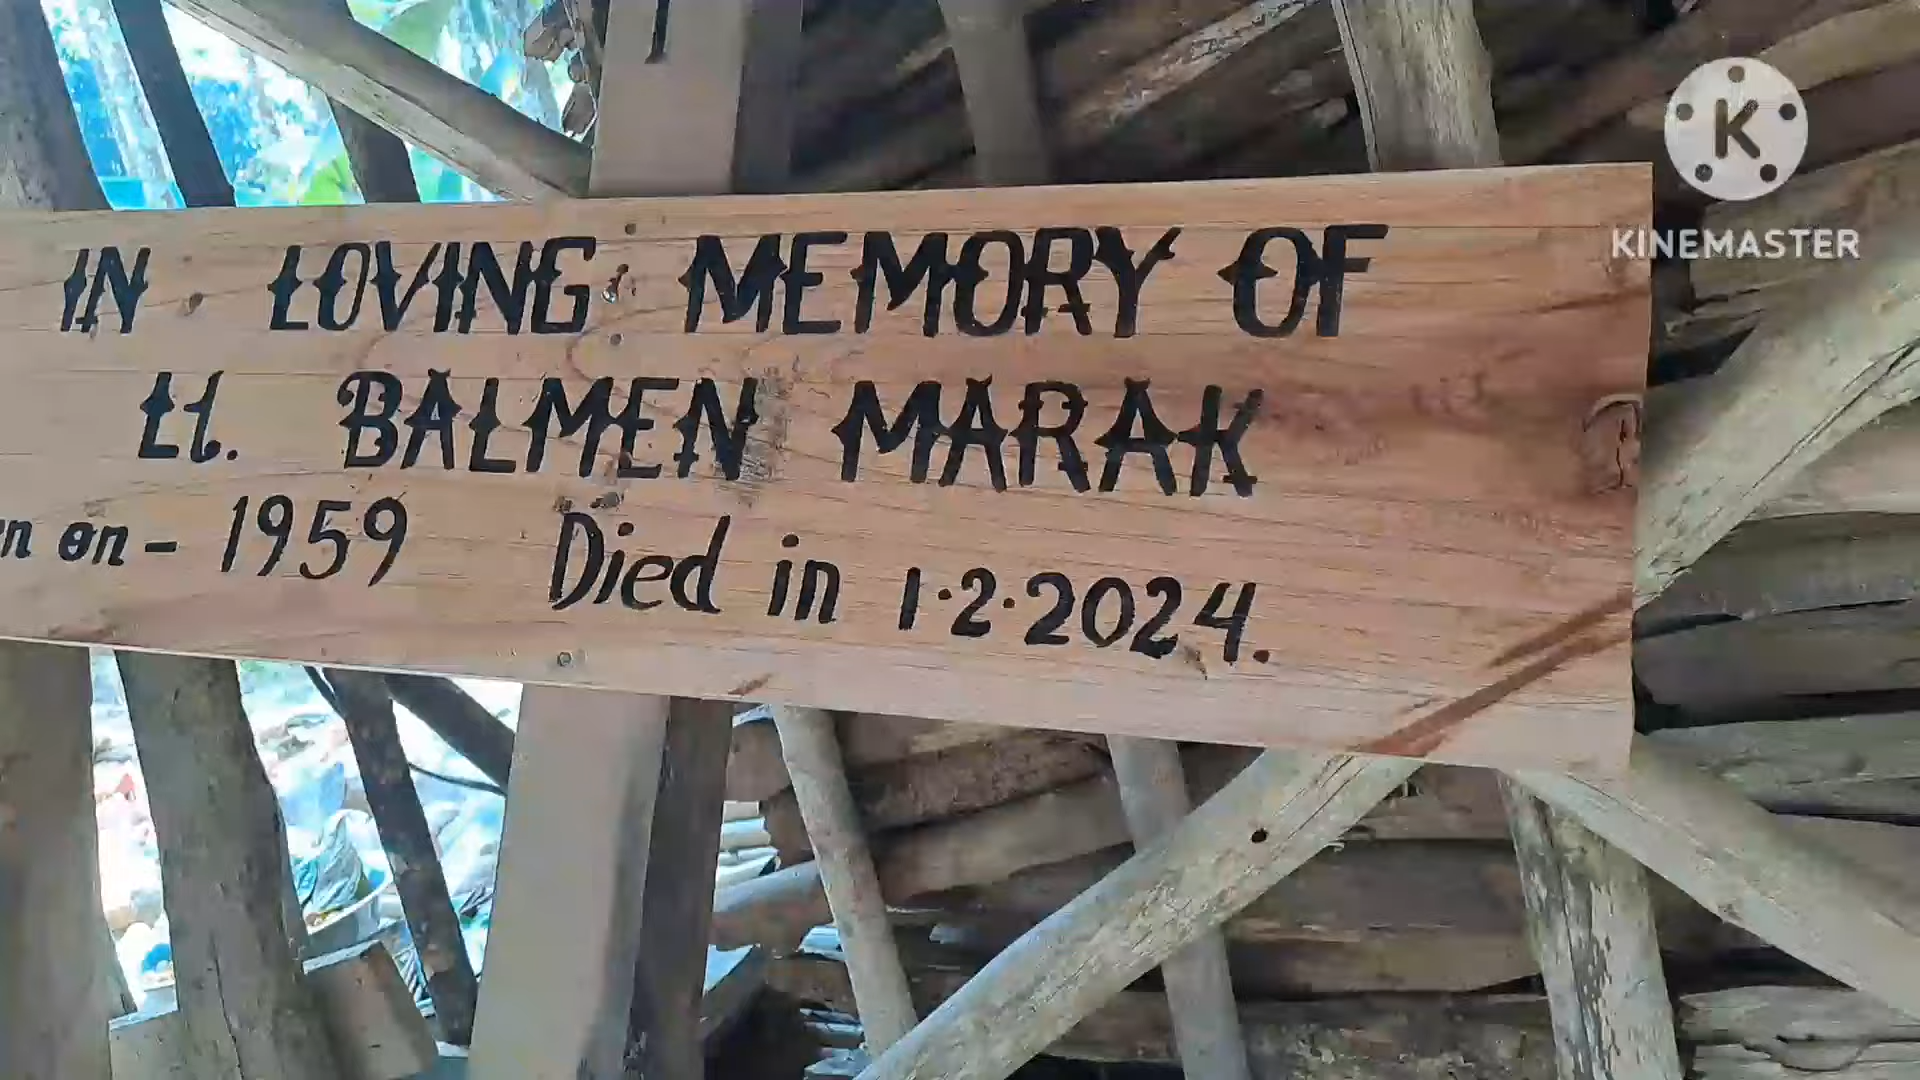 IN LOVING MEMORY OF
Lt. BALMEN MARAK
on - 1959 Died in 1.2.2024.
K
KINEMASTER